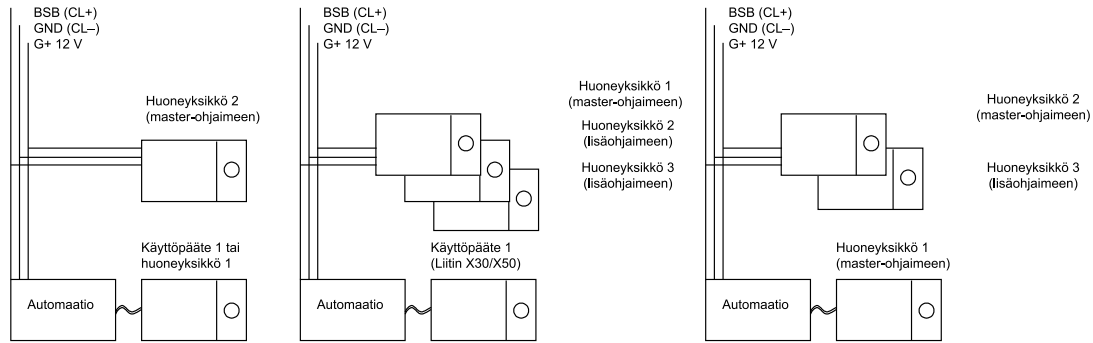 BSB (CL+)
GND (CL–)
G+ 12 V
Huoneyksikkö 2
(master-ohjaimeen)
Käyttöpääte 1 tai
huoneyksikkö 1
Automaatio
BSB (CL+)
GND (CL–)
G+ 12 V
Huoneyksikkö 1
(master-ohjaimeen)
Huoneyksikkö 2
(lisäohjaimeen)
Huoneyksikkö 3
(lisäohjaimeen)
Käyttöpääte 1
(Liitin X30/X50)
Automaatio
BSB (CL+)
GND (CL–)
G+ 12 V
Huoneyksikkö 2
(master-ohjaimeen)
Huoneyksikkö 3
(lisäohjaimeen)
Huoneyksikkö 1
(master-ohjaimeen)
Automaatio